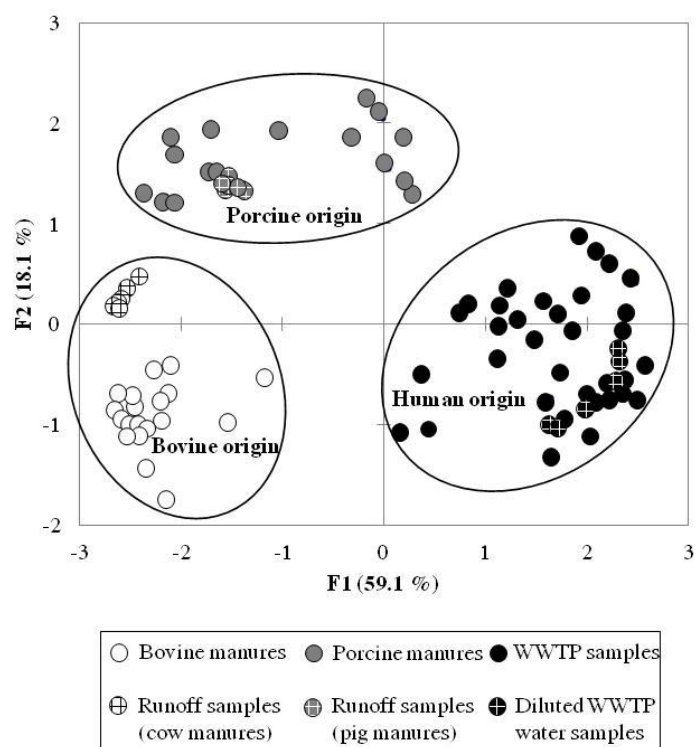 3
Porcine origin
2
1
F2 (18.1 %)
0
Human origin
-1
Bovine origin
-2
-3 -2 -1 0 1 2 3
F1 (59.1 %)
Bovine manures Porcine manures WWTP samples
Runoff samples Runoff samples Diluted WWTP
(cow manures) (pig manures) water samples